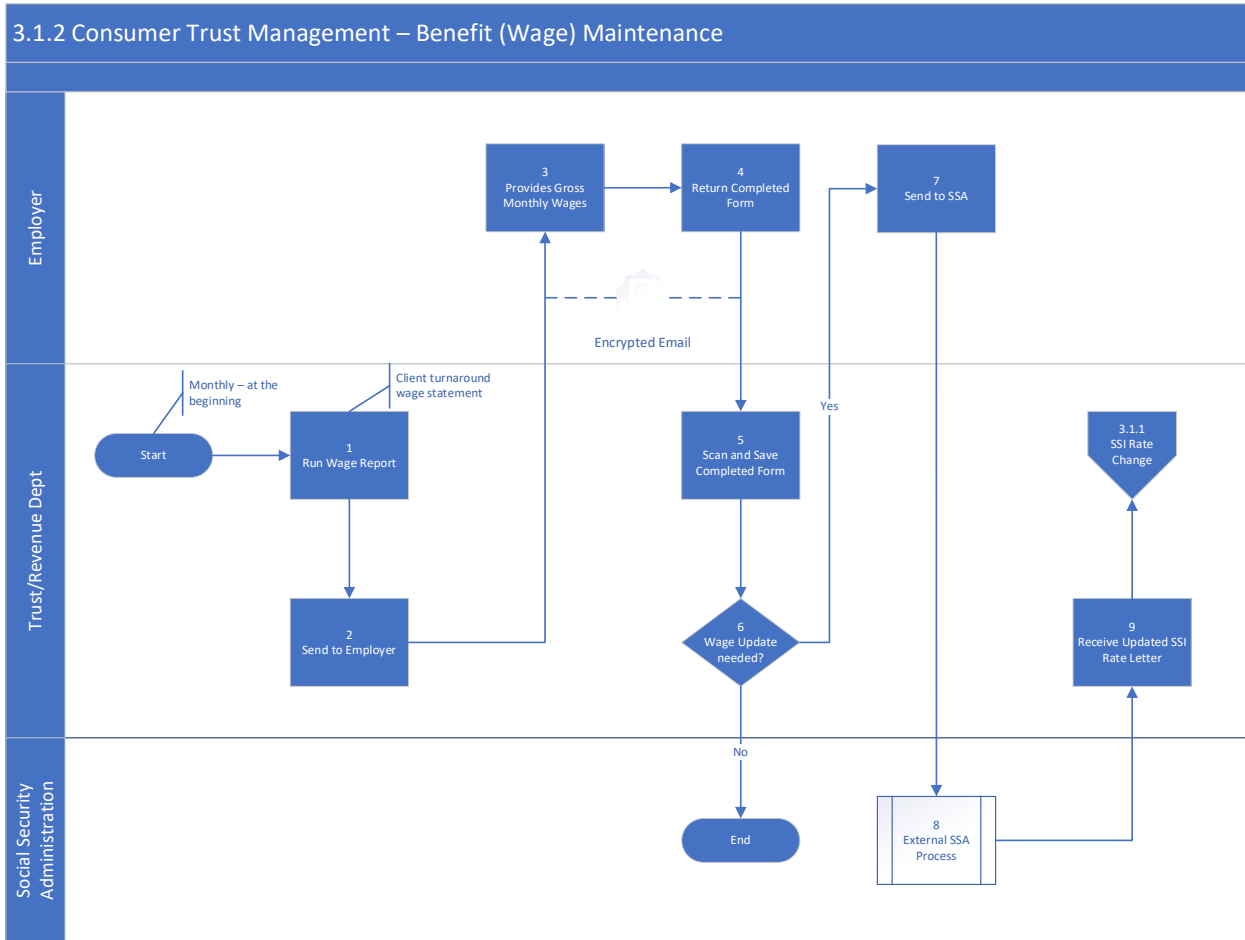 3.1.2 Consumer Trust Management – Benefit (Wage) Maintenance
Employer
3
Provides Gross
Monthly Wages
4
Return Completed
Form
7
Send to SSA
Encrypted Email
Trust/Revenue Dept
Monthly – at the
beginning
Client turnaround
wage statement
Start
1
Run Wage Report
Yes
5
Scan and Save
Completed Form
3.1.1
SSI Rate
Change
2
Send to Employer
6
Wage Update
needed?
9
Receive Updated SSI
Rate Letter
Social Security
Administration
No
End
8
External SSA
Process